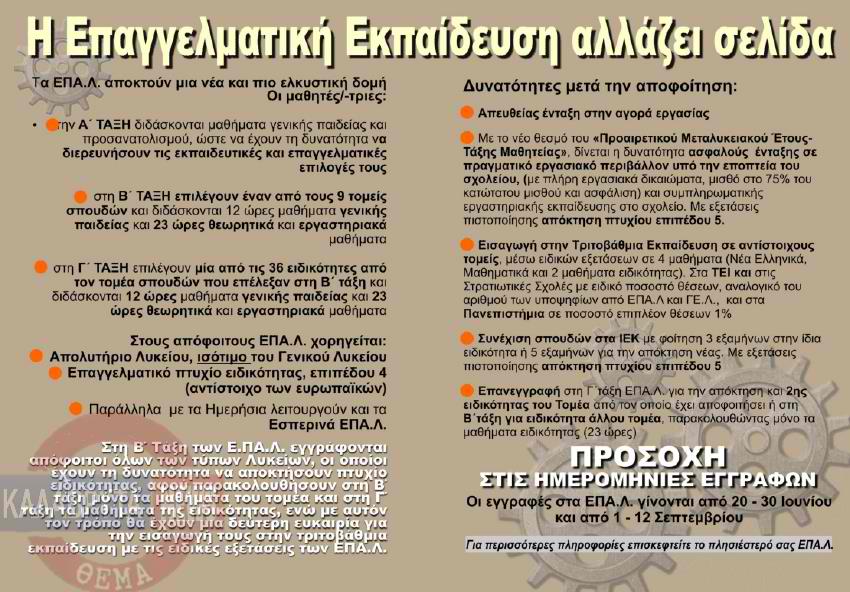 Η Επαγγελματική Εκπαίδευση αλλάζει σελίδα
Τα ΕΠΑ.Λ. αποκτούν μια νέα και πιο ελκυστική δομή
Οι μαθητές/-τριες:
• την Α΄ ΤΑΞΗ διδάσκονται μαθήματα γενικής παιδείας και
προσανατολισμού, ώστε να έχουν τη δυνατότητα να
διερευνήσουν τις εκπαιδευτικές και επαγγελματικές
επιλογές τους
στη Β΄ ΤΑΞΗ επιλέγουν έναν από τους 9 τομείς
σπουδών και διδάσκονται 12 ώρες μαθήματα γενικής
παιδείας και 23 ώρες θεωρητικά και εργαστηριακά
μαθήματα
στη Γ΄ ΤΑΞΗ επιλέγουν μία από τις 36 ειδικότητες από
τον τομέα σπουδών που επέλεξαν στη Β΄ τάξη και
διδάσκονται 12 ώρες μαθήματα γενικής παιδείας και 23
ώρες θεωρητικά και εργαστηριακά μαθήματα
Στους απόφοιτους ΕΠΑ.Λ. χορηγείται:
Απολυτήριο Λυκείου, ισότιμο του Γενικού Λυκείου
Επαγγελματικό πτυχίο ειδικότητας, επιπέδου 4
(αντίστοιχο των ευρωπαϊκών)
Παράλληλα με τα Ημερήσια λειτουργούν και τα
Εσπερινά ΕΠΑ.Λ.
Στη Β΄ Τάξη των Ε.ΠΑ.Λ. εγγράφονται
απόφοιτοι όλων των τύπων Λυκείων, οι οποίοι
έχουν τη δυνατότητα να αποκτήσουν πτυχίο
ειδικότητας, αφού παρακολουθήσουν στη Β΄
τάξη μόνο τα μαθήματα του τομέα και στη Γ΄
τάξη τα μαθήματα της ειδικότητας, ενώ με αυτόν
τον τρόπο θα έχουν μία δεύτερη ευκαιρία για
την εισαγωγή τους στην τριτοβάθμια
εκπαίδευση με τις ειδικές εξετάσεις των ΕΠΑ.Λ.
ΘΕΜΑ
Δυνατότητες μετά την αποφοίτηση:
Απευθείας ένταξη στην αγορά εργασίας
Με το νέο θεσμό του «Προαιρετικού Μεταλυκειακού Έτους-
Τάξης Μαθητείας», δίνεται η δυνατότητα ασφαλούς ένταξης σε
πραγματικό εργασιακό περιβάλλον υπό την εποπτεία του
σχολείου, (με πλήρη εργασιακά δικαιώματα, μισθό στο 75% του
κατώτατου μισθού και ασφάλιση) και συμπληρωματικής
εργαστηριακής εκπαίδευσης στο σχολείο. Με εξετάσεις
πιστοποίησης απόκτηση πτυχίου επιπέδου 5.
Εισαγωγή στην Τριτοβάθμια Εκπαίδευση σε αντίστοιχους
τομείς, μέσω ειδικών εξετάσεων σε 4 μαθήματα (Νέα Ελληνικά,
Μαθηματικά και 2 μαθήματα ειδικότητας). Στα ΤΕΙ και στις
Στρατιωτικές Σχολές με ειδικό ποσοστό θέσεων, αναλογικό του
αριθμού των υποψηφίων από ΕΠΑ.Λ και ΓΕ.Λ., και στα
Πανεπιστήμια σε ποσοστό επιπλέον θέσεων 1%
Συνέχιση σπουδών στα ΙΕΚ με φοίτηση 3 εξαμήνων στην ίδια
ειδικότητα ή 5 εξαμήνων για την απόκτηση νέας. Με εξετάσεις
πιστοποίησης απόκτηση πτυχίου επιπέδου 5
Επανεγγραφή στη Γ΄τάξη ΕΠΑ.Λ. για την απόκτηση και 2ης
ειδικότητας του Τομέα από τον οποίο έχει αποφοιτήσει ή στη
Β΄τάξη για ειδικότητα άλλου τομέα, παρακολουθώντας μόνο τα
μαθήματα ειδικότητας (23 ώρες)
ΠΡΟΣΟΧΗ
ΣΤΙΣ ΗΜΕΡΟΜΗΝΙΕΣ ΕΓΓΡΑΦΩΝ
Οι εγγραφές στα ΕΠΑ.Λ. γίνονται από 20 - 30 Ιουνίου
και από 1 - 12 Σεπτεμβρίου
Για περισσότερες πληροφορίες επισκεφτείτε το πλησιέστερό σας ΕΠΑ.Λ.